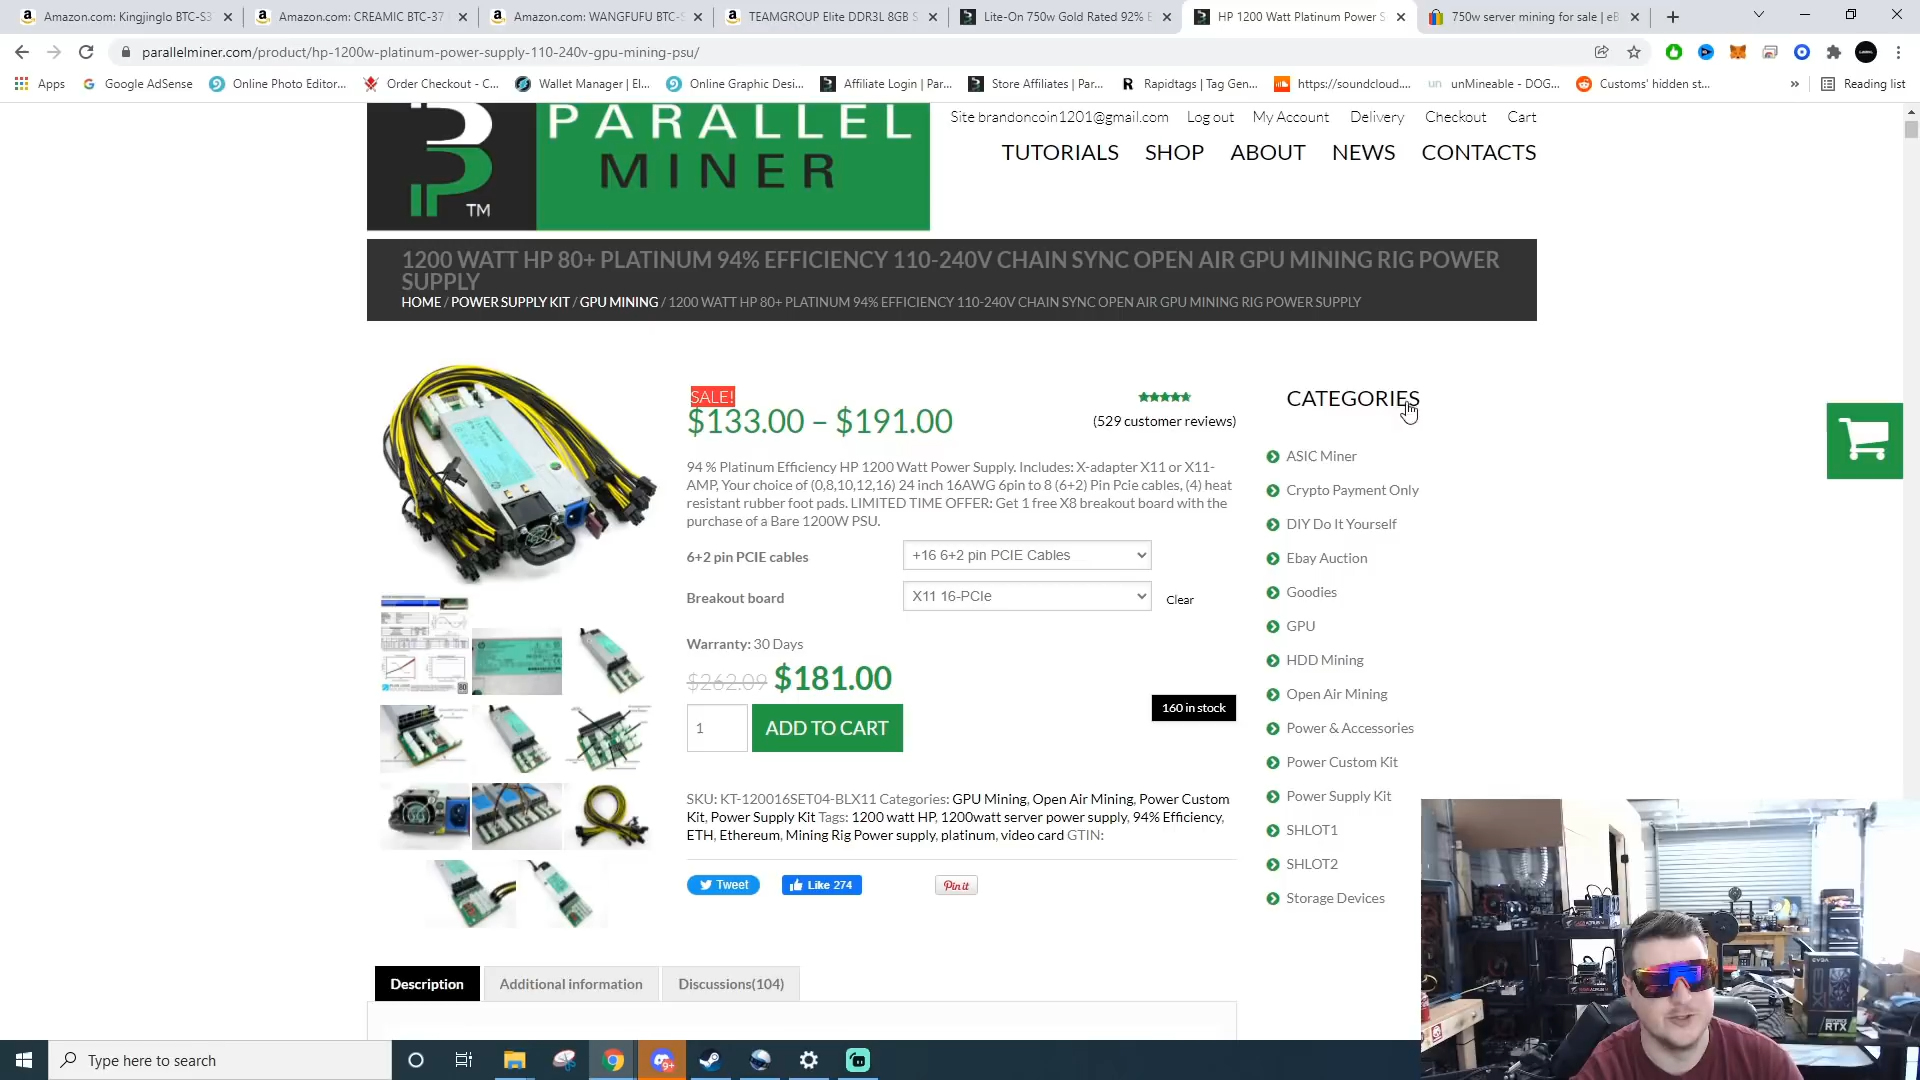 Amazon.com: Kingjinglo BTC-S3
Amazon.com: CREAMIC BTC-37
Amazon.com: WANGFUFU BTC-S
TEAMGROUP Elite DDR3L 8GB S
Lite-On 750w Gold Rated 92% E
HP 1200 Watt Platinum Power S
750w server mining for sale | eB
parallelminer.com/product/hp-1200w-platinum-power-supply-110-240v-gpu-mining-psu/
Apps
Google AdSense
Online Photo Editor...
Order Checkout - C...
Wallet Manager | El...
Online Graphic Desi...
Affiliate Login | Par...
Store Affiliates | Par...
Rapidtags | Tag Gen...
https://soundcloud....
unMineable - DOG...
Customs' hidden st...
Reading list
PARALLEL
MINER
TM
Site brandoncoin1201@gmail.com Log out My Account Delivery Checkout Cart
TUTORIALS SHOP ABOUT NEWS CONTACTS
1200 WATT HP 80+ PLATINUM 94% EFFICIENCY 110-240V CHAIN SYNC OPEN AIR GPU MINING RIG POWER
SUPPLY
HOME / POWER SUPPLY KIT / GPU MINING / 1200 WATT HP 80+ PLATINUM 94% EFFICIENCY 110-240V CHAIN SYNC OPEN AIR GPU MINING RIG POWER SUPPLY
SALE!
$133.00 – $191.00
(529 customer reviews)
94 % Platinum Efficiency HP 1200 Watt Power Supply. Includes: X-adapter X11 or X11-
AMP, Your choice of (0,8,10,12,16) 24 inch 16AWG 6pin to 8 (6+2) Pin Pcie cables, (4) heat
resistant rubber foot pads. LIMITED TIME OFFER: Get 1 free X8 breakout board with the
purchase of a Bare 1200W PSU.
6+2 pin PCIE cables
+16 6+2 pin PCIE Cables
Breakout board
X11 16-PCIe
Clear
Warranty: 30 Days
$262.09 $181.00
160 in stock
1
ADD TO CART
SKU: KT-120016SET04-BLX11 Categories: GPU Mining, Open Air Mining, Power Custom
Kit, Power Supply Kit Tags: 1200 watt HP, 1200watt server power supply, 94% Efficiency,
ETH, Ethereum, Mining Rig Power supply, platinum, video card GTIN:
Tweet
Like 274
Pin it
Description
Additional information
Discussions(104)
CATEGORIES
ASIC Miner
Crypto Payment Only
DIY Do It Yourself
Ebay Auction
Goodies
GPU
HDD Mining
Open Air Mining
Power & Accessories
Power Custom Kit
Power Supply Kit
SHLOT1
SHLOT2
Storage Devices
EVGA
RTX
Type here to search
9+